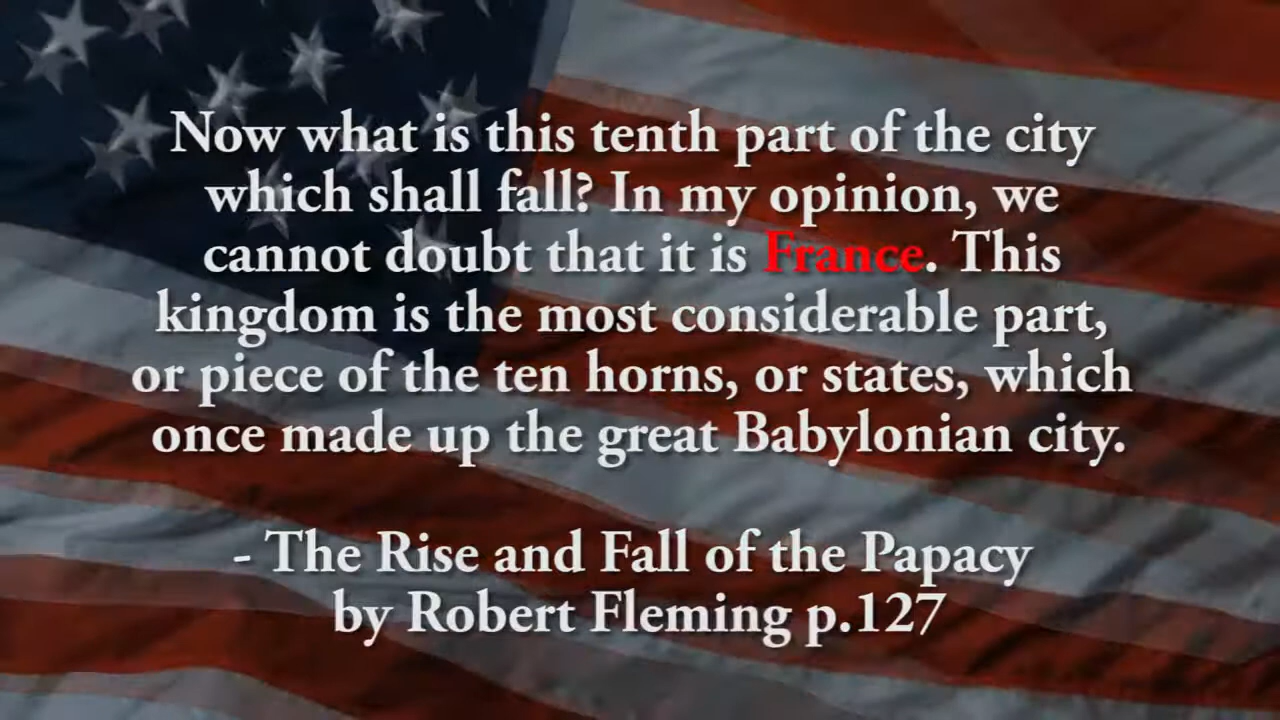 Now what is this tenth part of the city
which shall fall? In my opinion, we
cannot doubt that it is France. This
kingdom is the most considerable part,
or piece of the ten horns, or states, which
once made up the great Babylonian city.
- The Rise and Fall of the Papacy
by Robert Fleming p.127